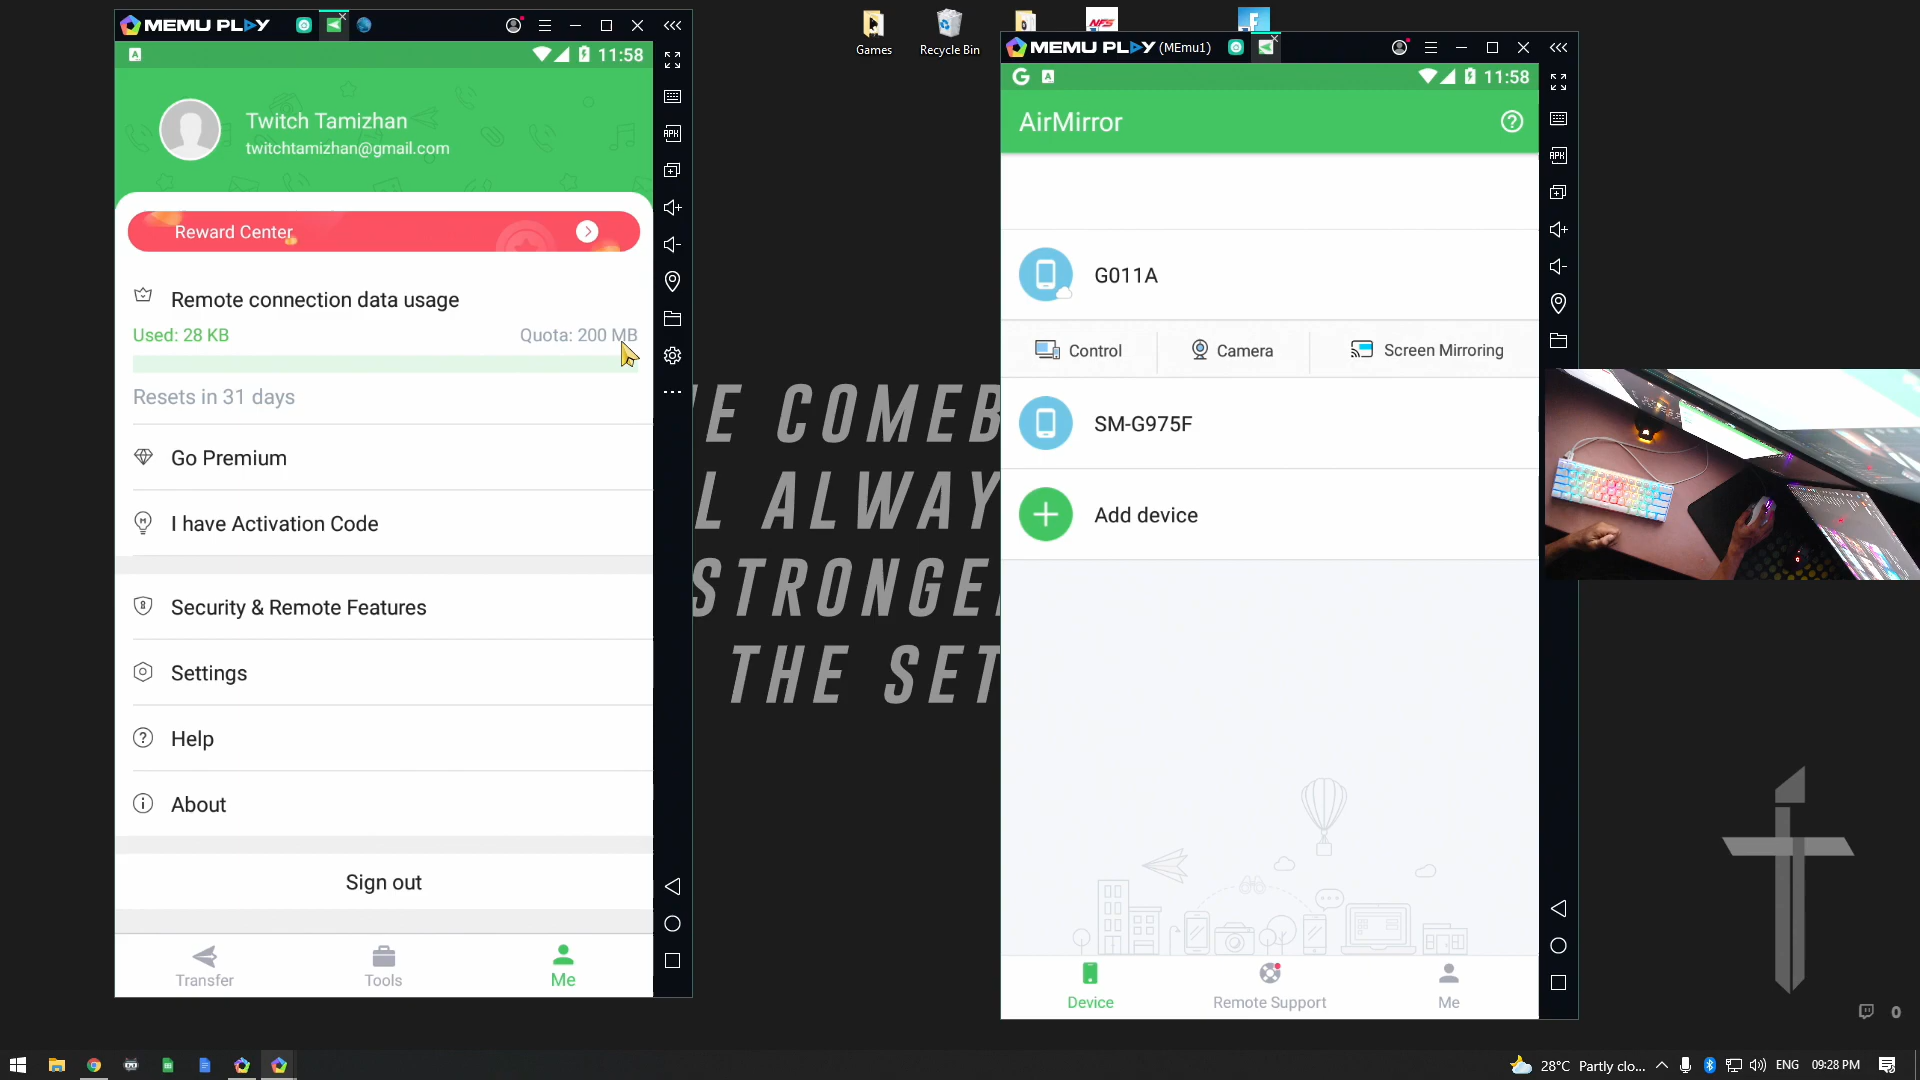 MEMU PLAY
11:58
Twitch Tamizhan
twitchtamizhan@gmail.com
Reward Center
Remote connection data usage
Used: 28 KB
Quota: 200 MB
Resets in 31 days
Go Premium
I have Activation Code
Security & Remote Features
Settings
Help
About
Sign out
Transfer
Tools
Me
Games
Recycle Bin
NFS
E COMEB
L ALWAY
STRONGE
THE SET
MEMU PLAY (MEmu1)
11:58
AirMirror
G011A
Control
Camera
Screen Mirroring
SM-G975F
Add device
Device
Remote Support
Me
0
28°C Partly clo...
ENG
09:28 PM